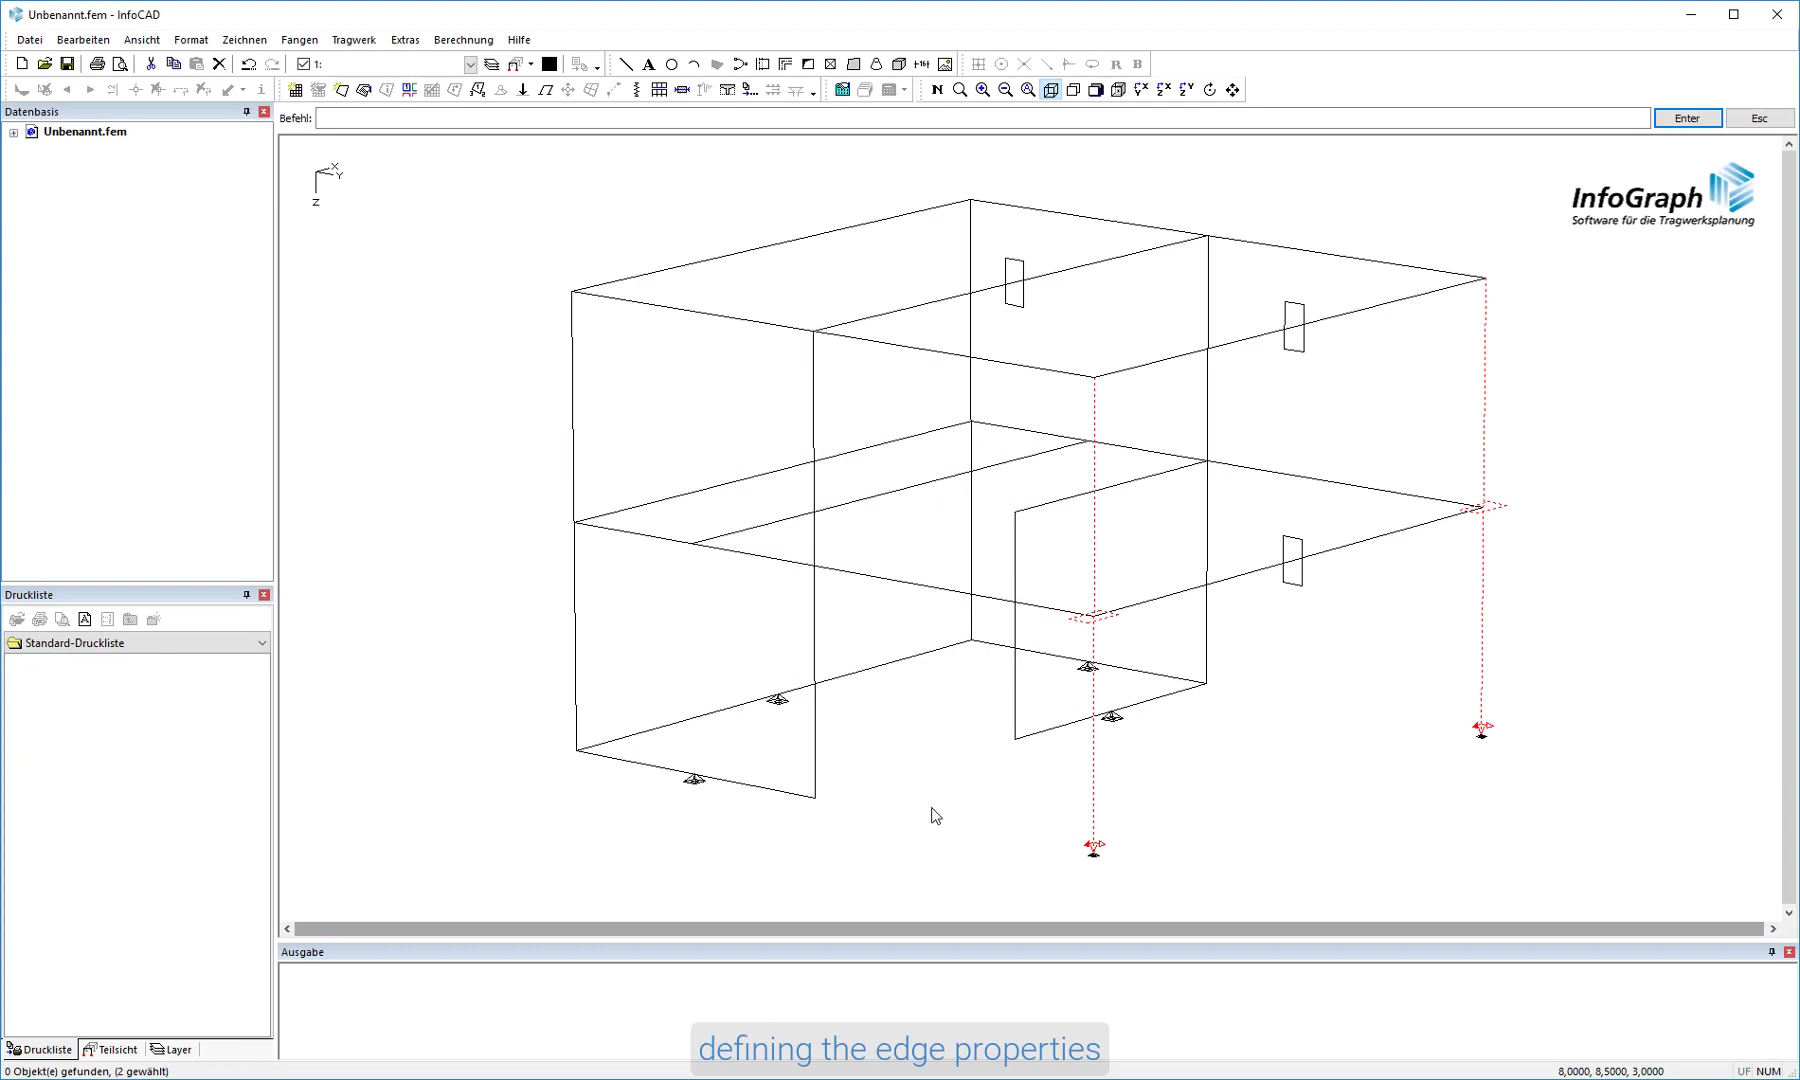 Unbenannt.fem - InfoCAD
Datei Bearbeiten Ansicht Format Zeichnen Fangen Tragwerk Extras Berechnung Hilfe
1:
Datenbasis
Befehl:
Enter
Esc
Unbenannt.fem
X
Y
Z
InfoGraph
Software für die Tragwerksplanung
Druckliste
Standard-Druckliste
Ausgabe
defining the edge properties
Druckliste Teilsicht Layer
0 Objekt(e) gefunden, (2 gewählt)
8,0000, 8,5000, 3,0000
UF NUM